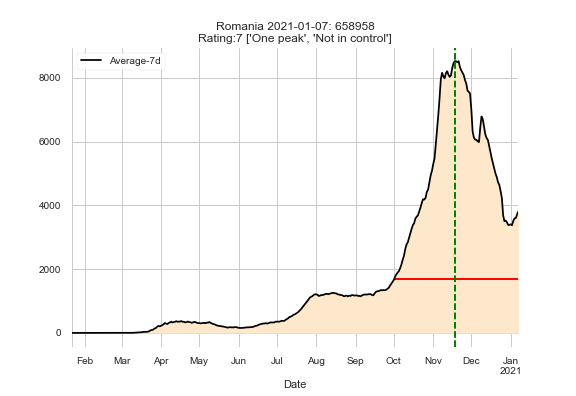 Romania 2021-01-07: 658958
Rating:7 ['One peak', 'Not in control']
Average-7d
8000
6000
4000
2000
0
Feb Mar Apr May Jun Jul Aug Sep Oct Nov Dec Jan
2021
Date